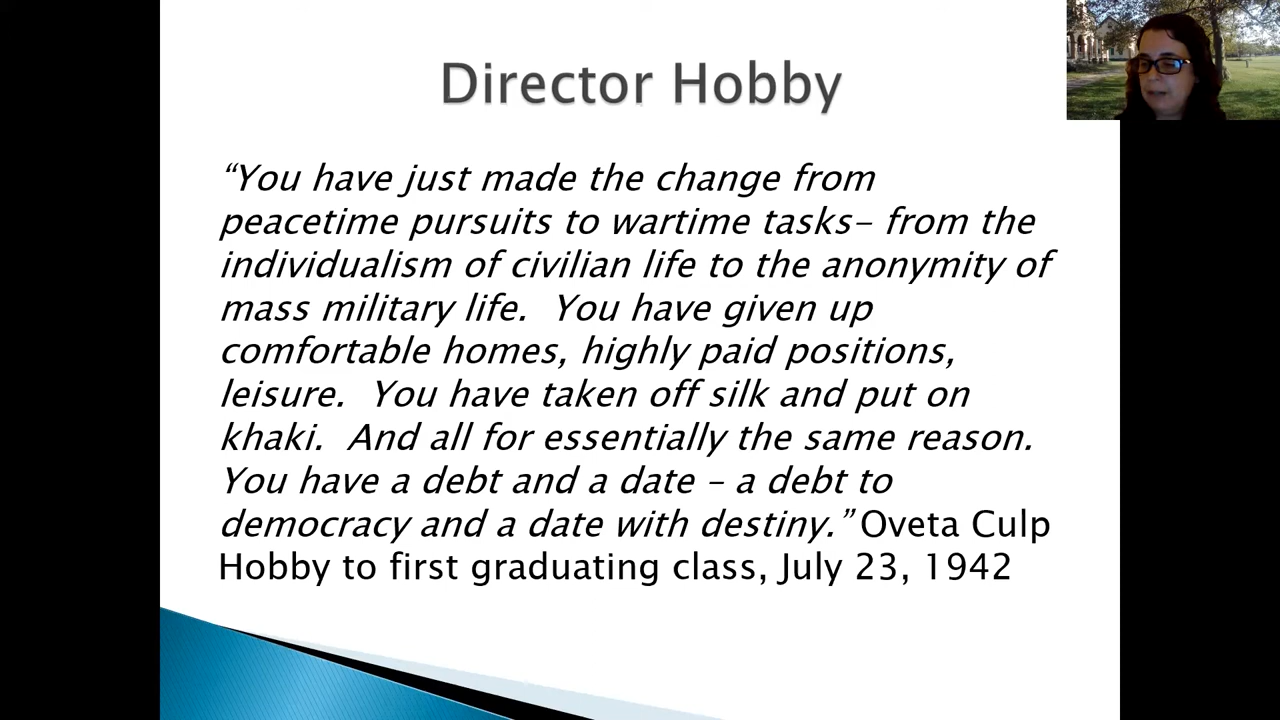 Director Hobby
“You have just made the change from
peacetime pursuits to wartime tasks- from the
individualism of civilian life to the anonymity of
mass military life.  You have given up
comfortable homes, highly paid positions,
leisure.  You have taken off silk and put on
khaki.  And all for essentially the same reason.
You have a debt and a date – a debt to
democracy and a date with destiny.” Oveta Culp
Hobby to first graduating class, July 23, 1942